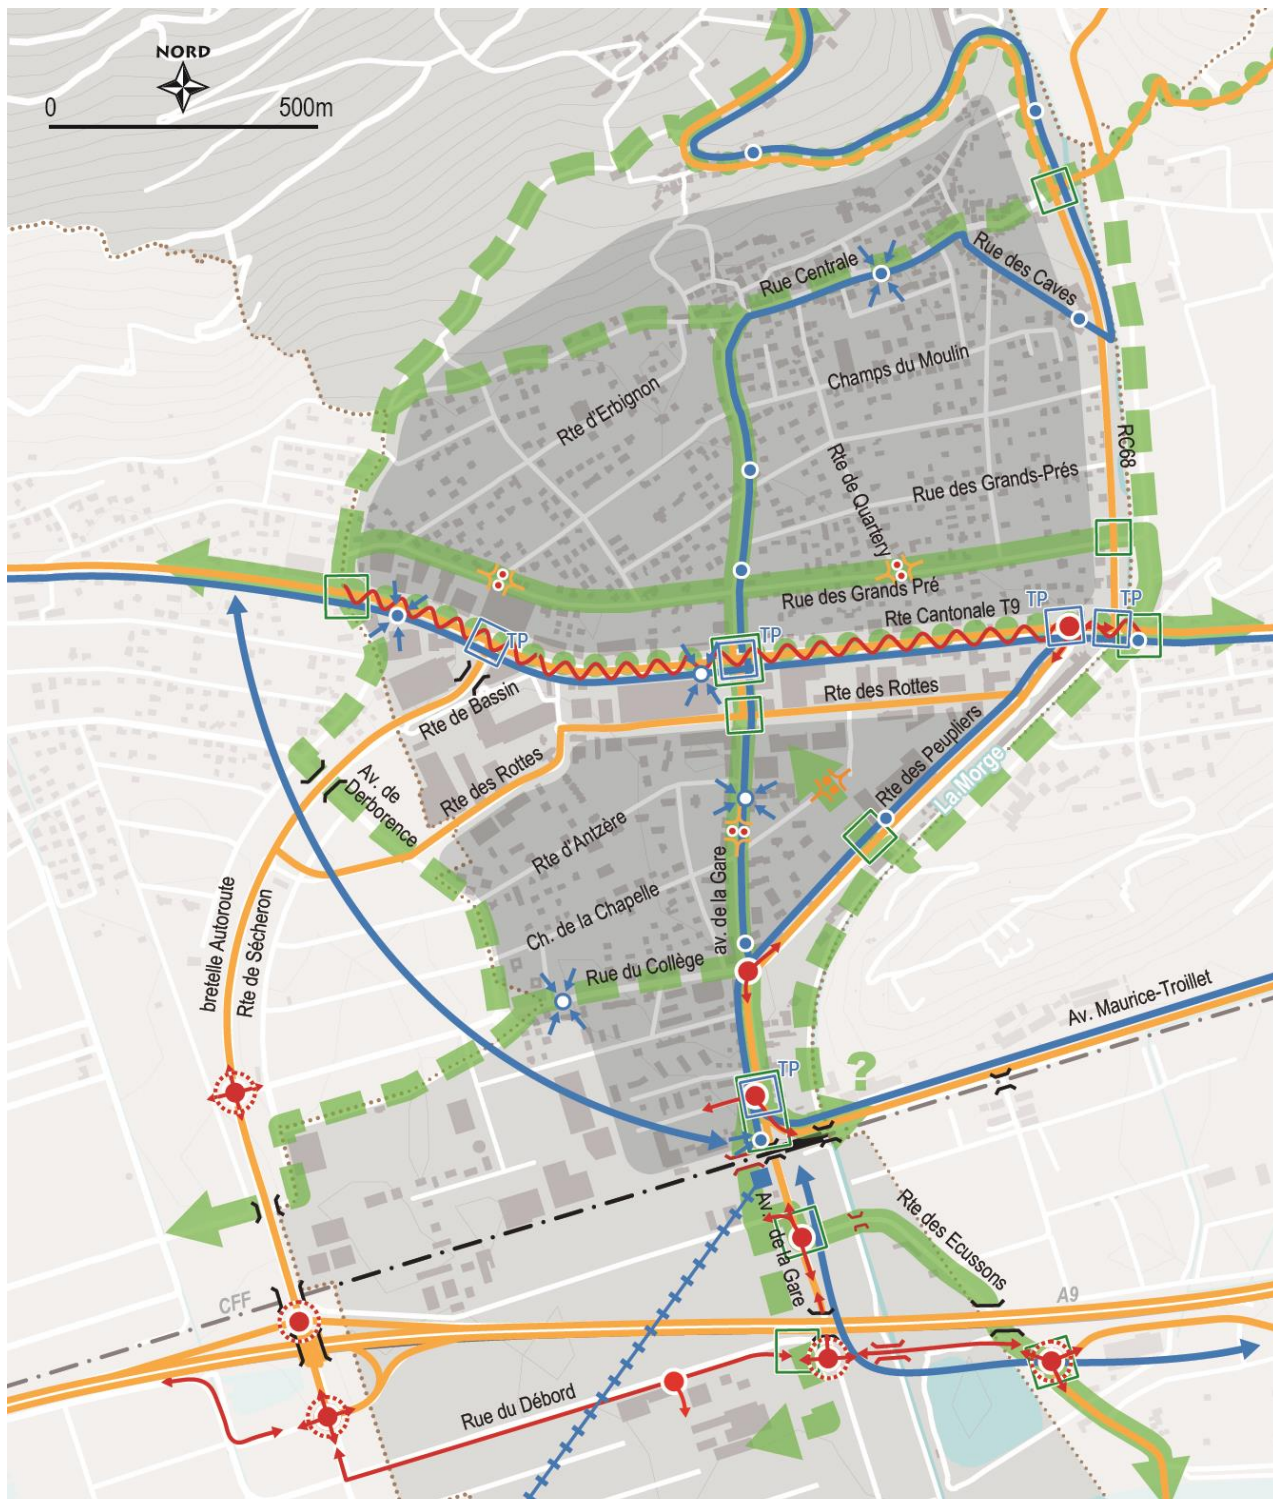 NORD
0 500m
Rue Centrale
Rue des Caves
Champs du Moulin
Rte d'Erbignon
RC68
Rue des Grands-Prés
Rte de Quartery
Rue des Grands Pré
Rte Cantonale T9
TP
TP
TP
TP
Rte des Rottes
Rte de Bassin
Rte des Peupliers
La Morge
Rte des Rottes
Av. de
Derborence
Rte d'Antzère
Ch. de la Chapelle
av. de la Gare
bretelle Autoroute
Rte de Sécheron
Rue du Collège
Av. Maurice-Troillet
TP
?
Av. de la Gare
Rte des Ecussons
CFF
A9
Rue du Débord